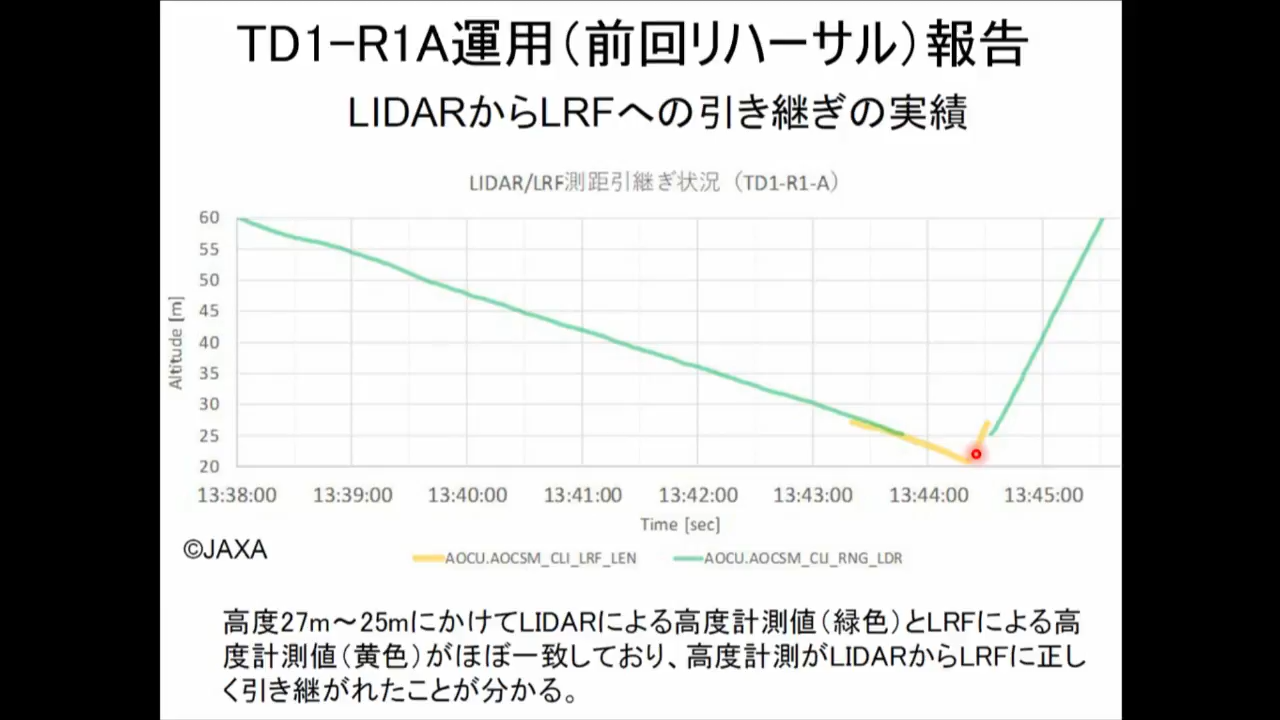 TD1-R1A運用(前回リハーサル)報告
LIDARからLRFへの引き継ぎの実績
LIDAR/LRF測距引継ぎ状況 (TD1-R1-A)
60
55
50
45
40
35
30
25
20
Altitude [m]
13:38:00 13:39:00 13:40:00 13:41:00 13:42:00 13:43:00 13:44:00 13:45:00
Time [sec]
©JAXA
AOCU.AOCSM_CLI_LRF_LEN AOCU.AOCSM_CU_RNG_LDR
高度27m~25mにかけてLIDARによる高度計測値(緑色)とLRFによる高
度計測値(黄色)がほぼ一致しており、高度計測がLIDARからLRFに正し
く引き継がれたことが分かる。